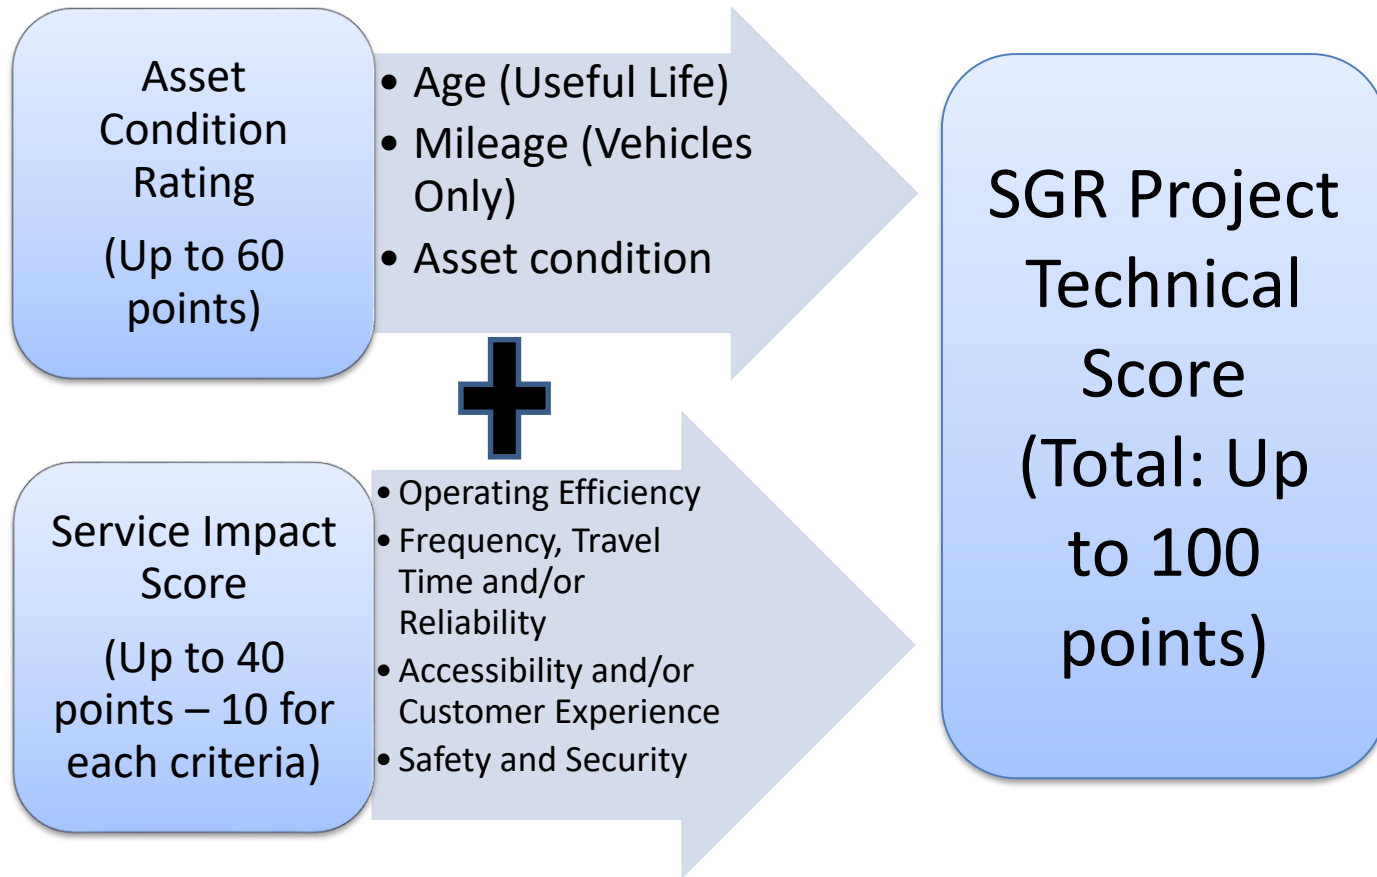 Asset
Condition
Rating
(Up to 60
points)
• Age (Useful Life)
• Mileage (Vehicles
Only)
• Asset condition
Service Impact
Score
(Up to 40
points – 10 for
each criteria)
• Operating Efficiency
• Frequency, Travel
Time and/or
Reliability
• Accessibility and/or
Customer Experience
• Safety and Security
SGR Project
Technical
Score
(Total: Up
to 100
points)